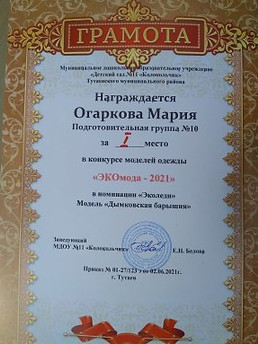 ГРАМОТА
Муниципальное дошкольное образовательное учреждение
«Детский сад №11 «Колокольчик»
Тутаевского муниципального района
Награждается
Огаркова Мария
Подготовительная группа №10
за I место
в конкурсе моделей одежды
«ЭКОмода - 2021»
в номинации «Эколеди»
Модель «Дымковская барышня»
Заведующий
МДОУ №11 «Колокольчик» Е.Н. Белова
Приказ № 01-27/123 от 02.06.2021г.
г. Тутаев